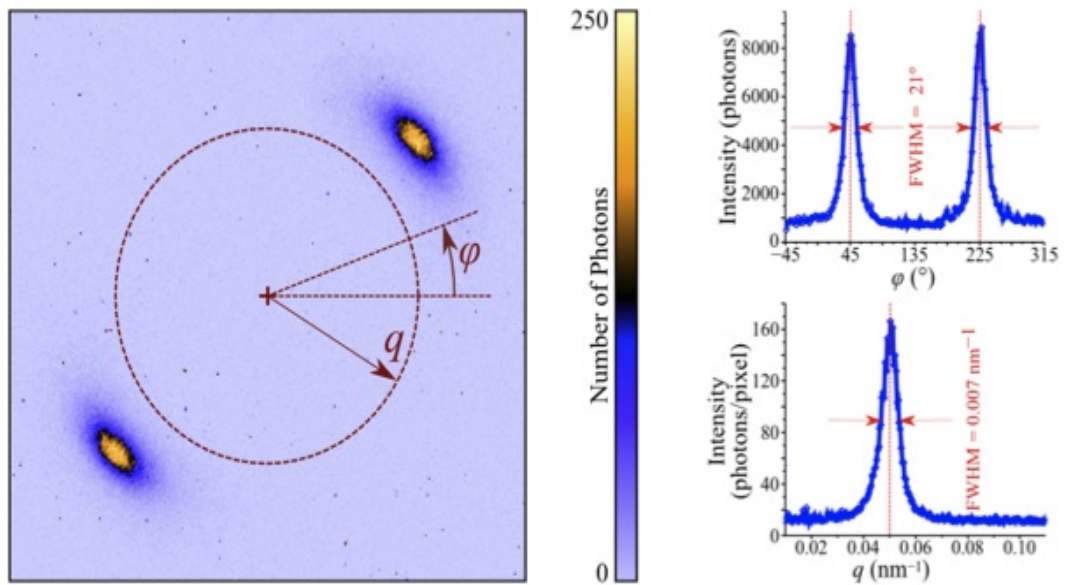 φ
q
250
Number of Photons
0
Intensity (photons)
8000
6000
4000
2000
0
FWHM = 21°
−45 45 135 225 315
φ (°)
Intensity
(photons/pixel)
160
120
80
40
0
FWHM = 0.007 nm⁻¹
0.02 0.04 0.06 0.08 0.10
q (nm⁻¹)